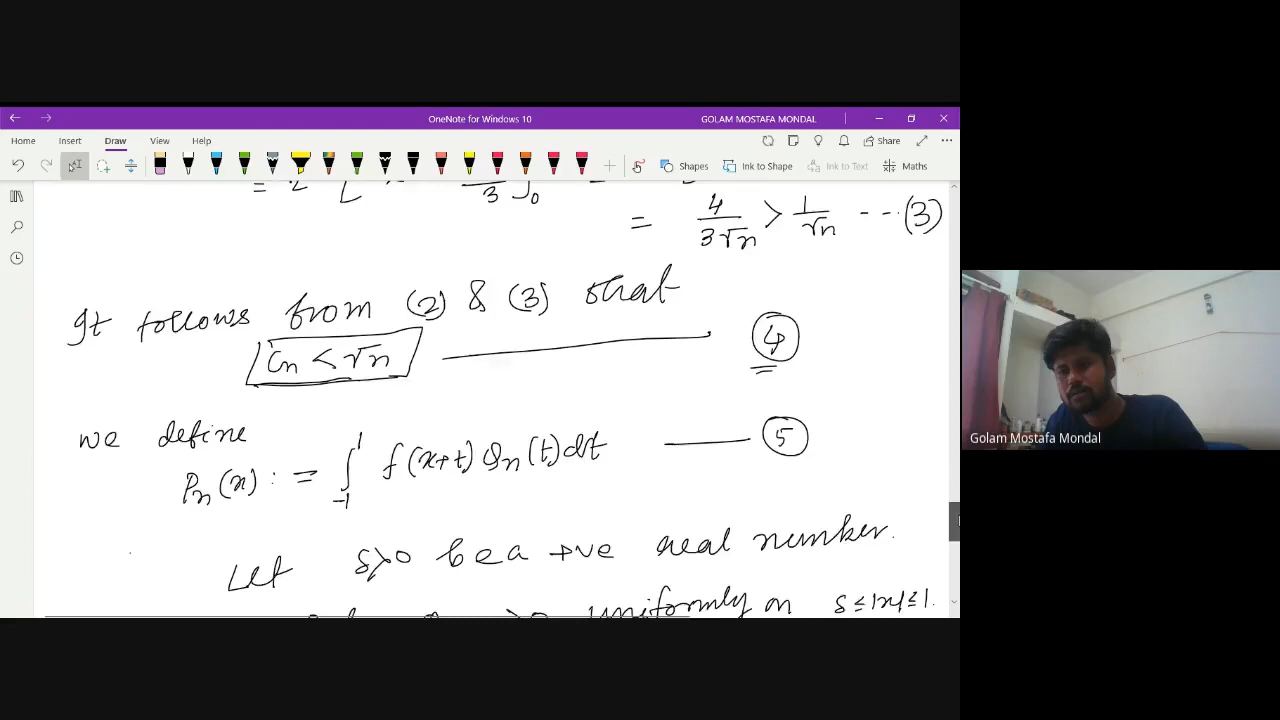 OneNote for Windows 10
GOLAM MOSTAFA MONDAL
Home Insert Draw View Help
Share
Shapes Ink to Shape Ink to Text Maths
= 4/3√n > 1/√n --- (3)
It follows from (2) & (3) that
Cn < √n ——— 4
we define
Pn(x) := ∫_{-1}^{1} f(x+t) Qn(t) dt ——— 5
Let δ>0 be a +ve real number.
uniformly on δ ≤ |x| ≤ 1.
Golam Mostafa Mondal